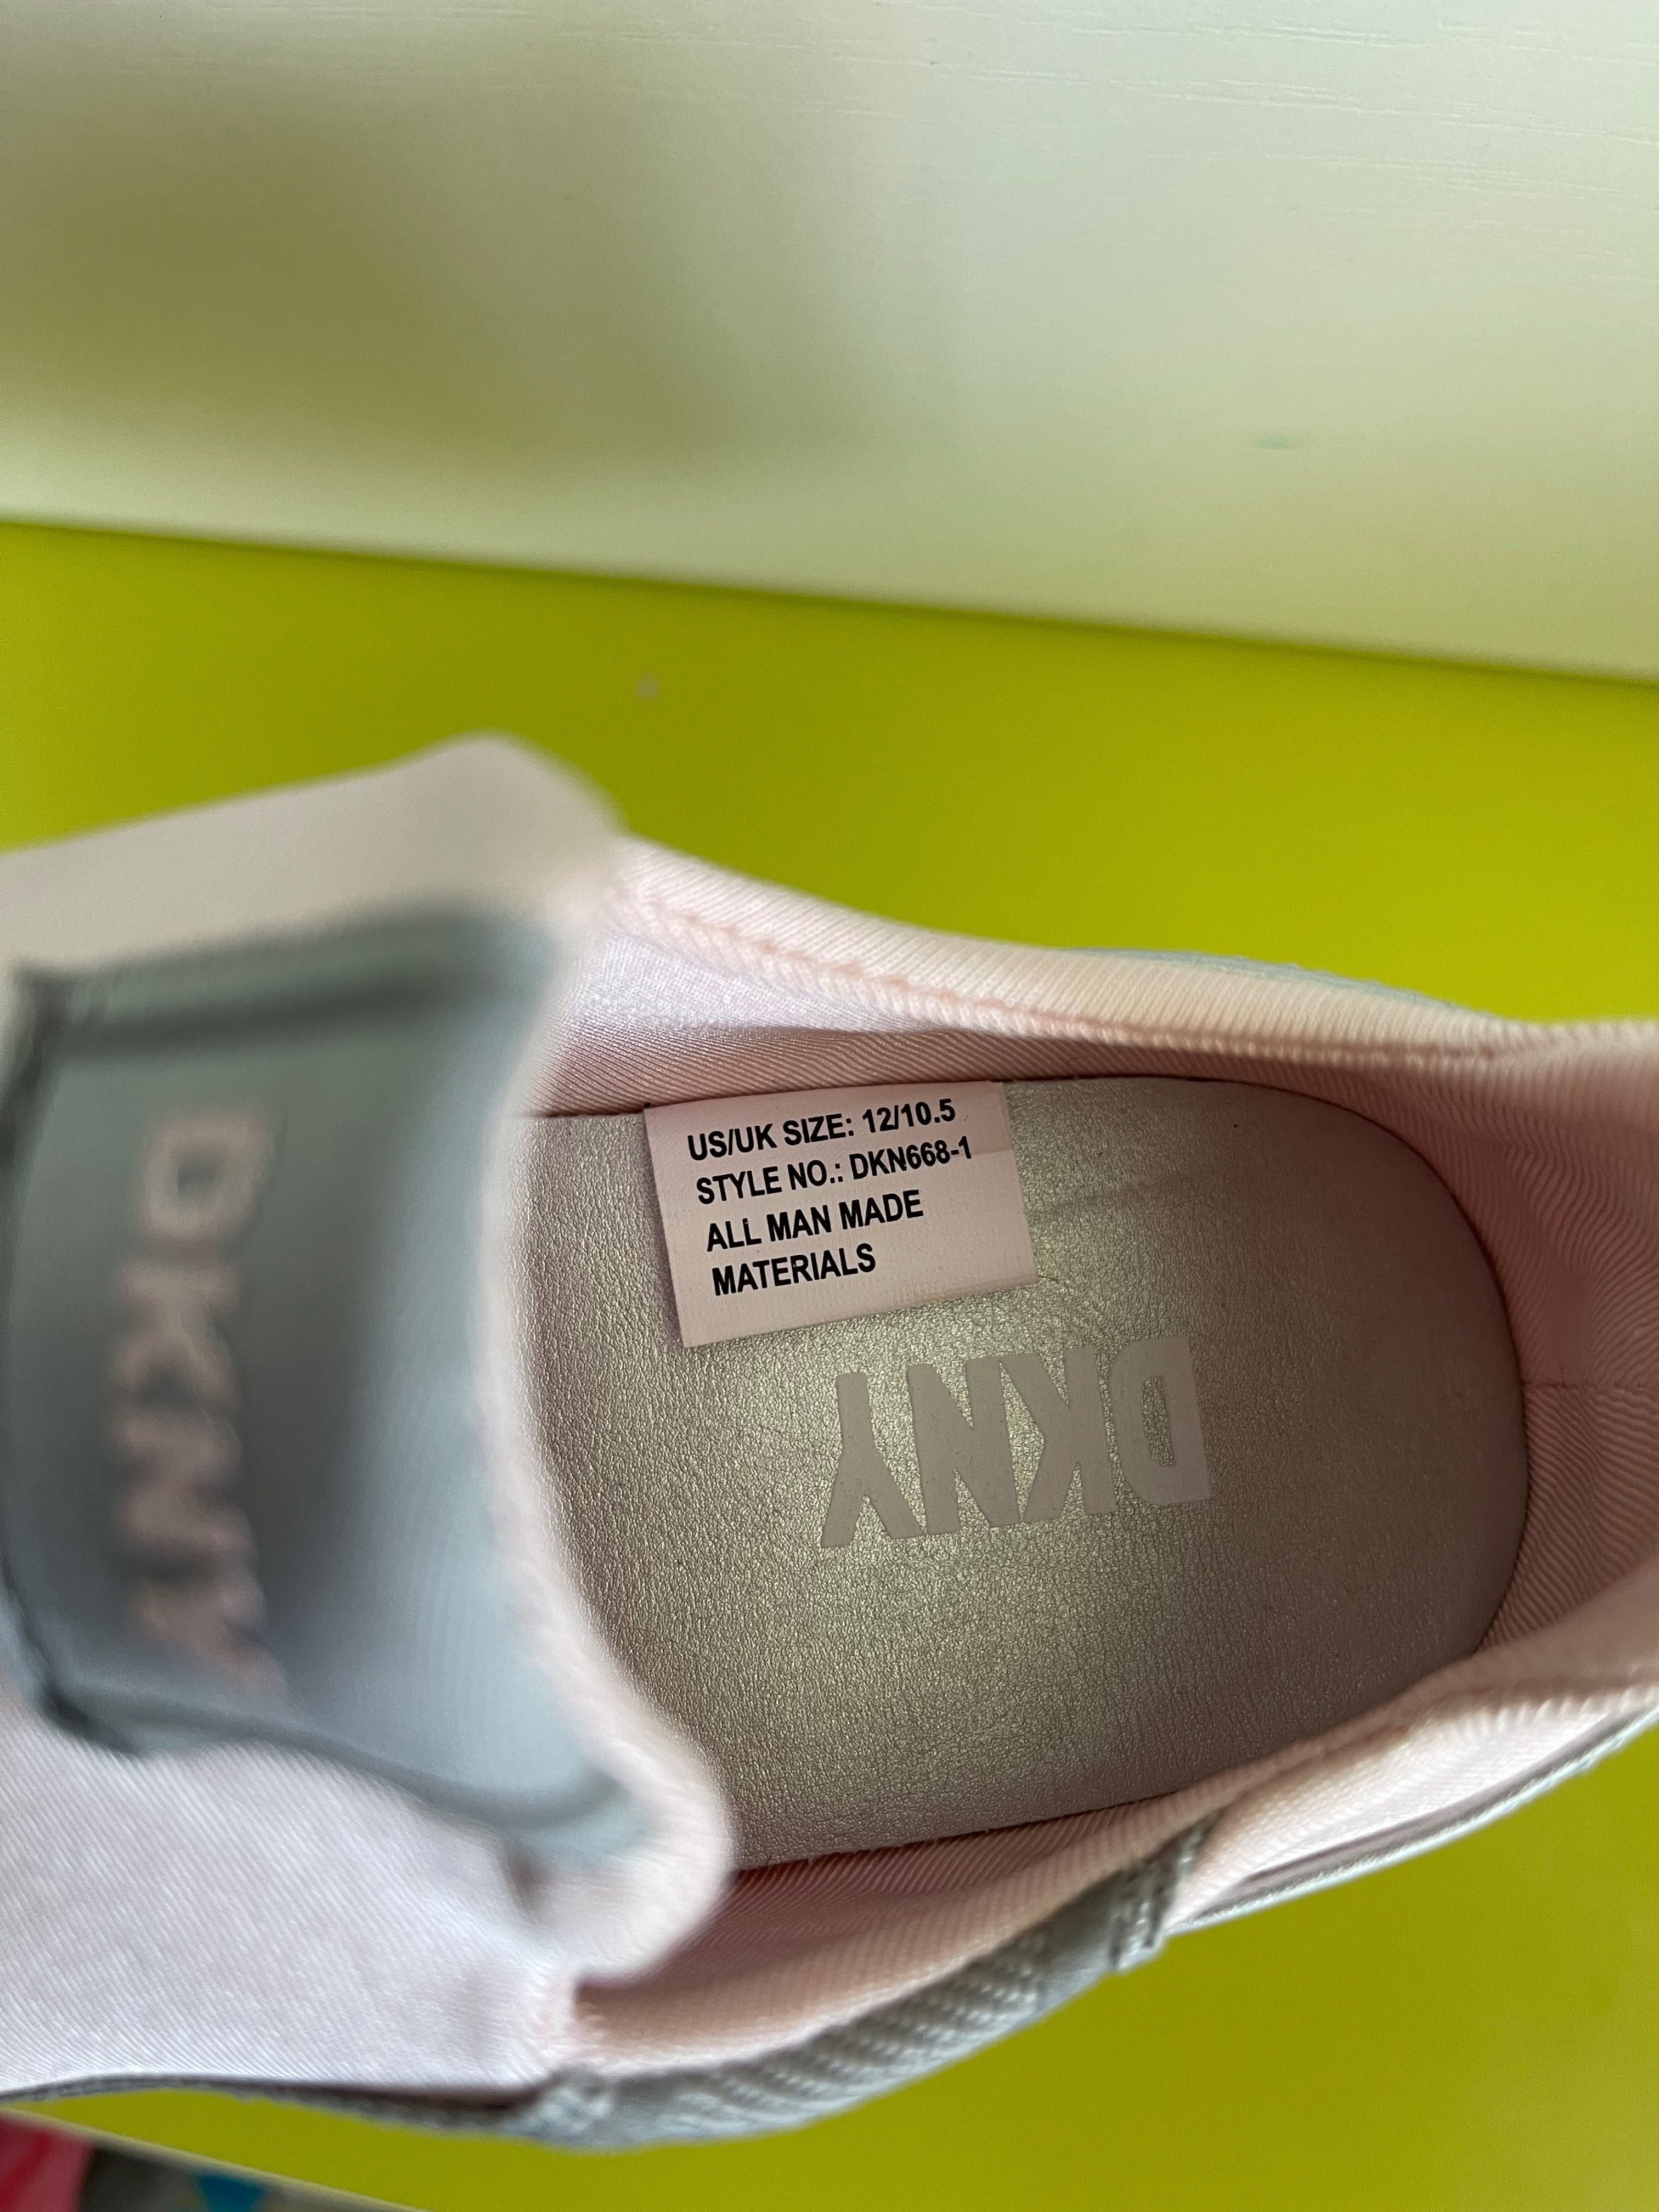 DKNY
US/UK SIZE: 12/10.5
STYLE NO.: DKN668-1
ALL MAN MADE
MATERIALS
DKNY